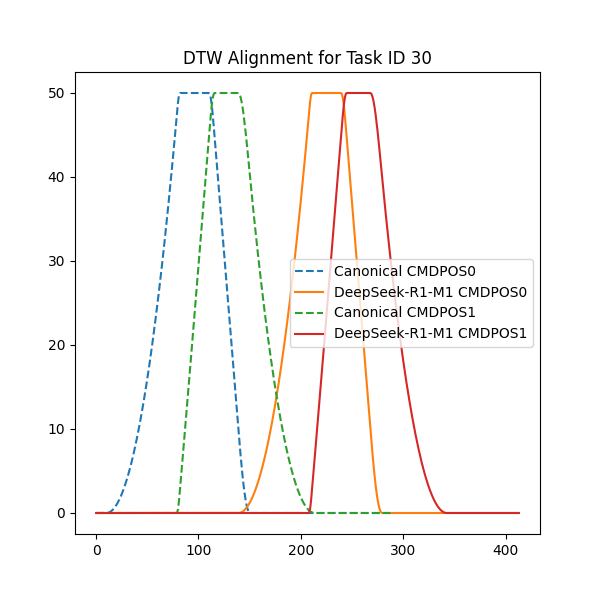 DTW Alignment for Task ID 30
50
40
30
20
10
0
Canonical CMDPOS0
DeepSeek-R1-M1 CMDPOS0
Canonical CMDPOS1
DeepSeek-R1-M1 CMDPOS1
0 100 200 300 400